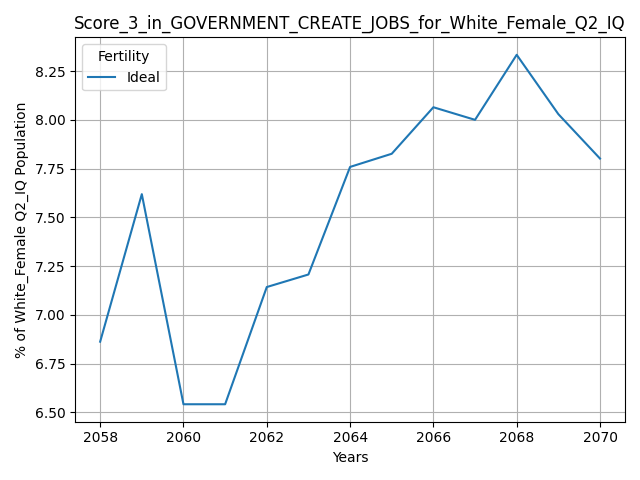 Score_3_in_GOVERNMENT_CREATE_JOBS_for_White_Female_Q2_IQ
Fertility
Ideal
8.25
8.00
7.75
7.50
7.25
7.00
6.75
6.50
% of White_Female Q2_IQ Population
2058 2060 2062 2064 2066 2068 2070
Years